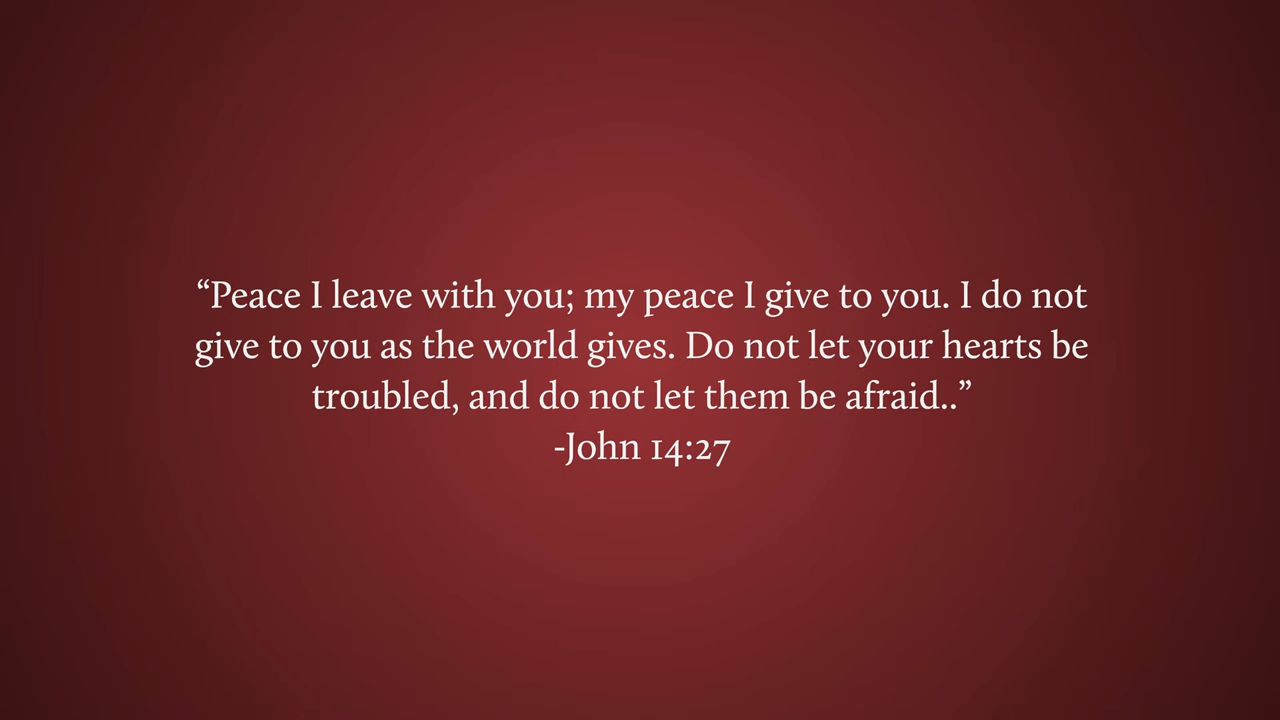 “Peace I leave with you; my peace I give to you. I do not
give to you as the world gives. Do not let your hearts be
troubled, and do not let them be afraid..”
-John 14:27